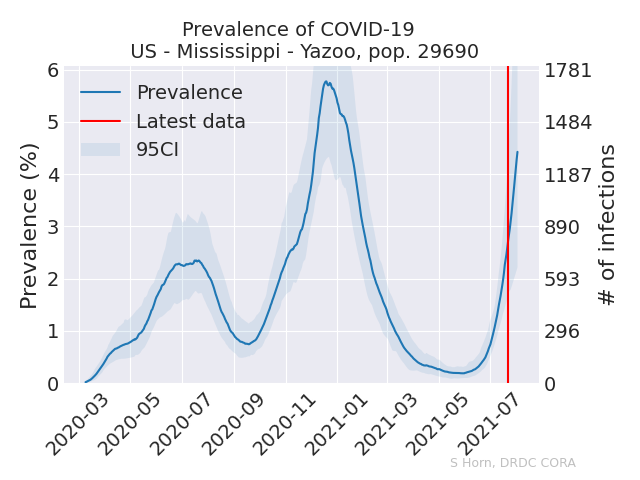 Prevalence of COVID-19
US - Mississippi - Yazoo, pop. 29690
Prevalence (%)
6
5
4
3
2
1
0
Prevalence
Latest data
95CI
1781
1484
1187
890
593
296
0
# of infections
2020-03
2020-05
2020-07
2020-09
2020-11
2021-01
2021-03
2021-05
2021-07
S Horn, DRDC CORA